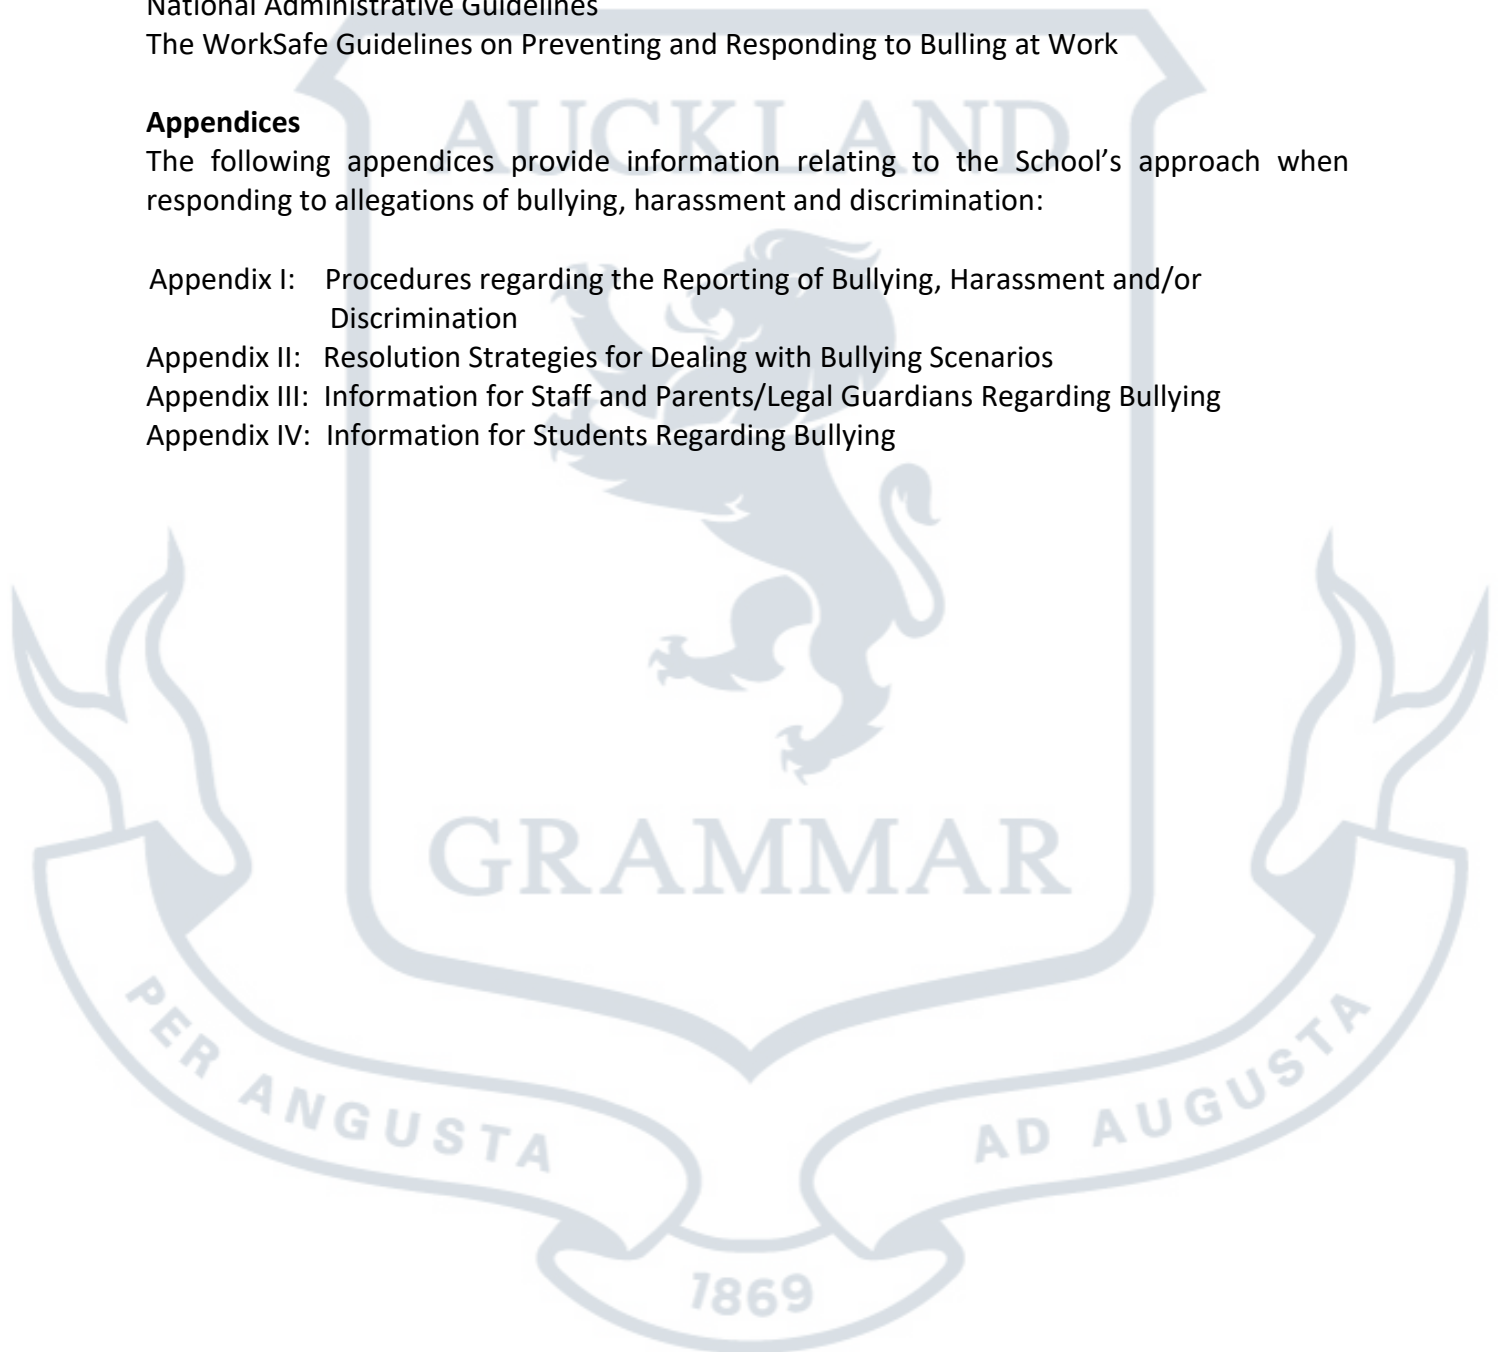 National Administrative Guidelines
The WorkSafe Guidelines on Preventing and Responding to Bulling at Work
Appendices
The following appendices provide information relating to the School’s approach when
responding to allegations of bullying, harassment and discrimination:
Appendix I: Procedures regarding the Reporting of Bullying, Harassment and/or
Discrimination
Appendix II: Resolution Strategies for Dealing with Bullying Scenarios
Appendix III: Information for Staff and Parents/Legal Guardians Regarding Bullying
Appendix IV: Information for Students Regarding Bullying
AUCKLAND
GRAMMAR
PER ANGUSTA AD AUGUSTA
1869